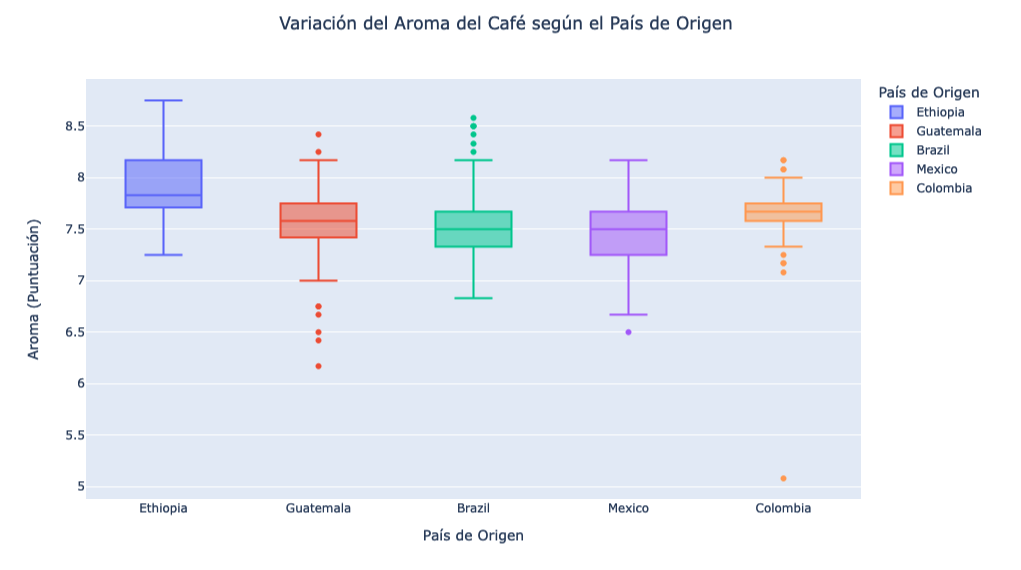 Variación del Aroma del Café según el País de Origen
País de Origen
Ethiopia
Guatemala
Brazil
Mexico
Colombia
Aroma (Puntuación)
8.5
8
7.5
7
6.5
6
5.5
5
Ethiopia
Guatemala
Brazil
Mexico
Colombia
País de Origen